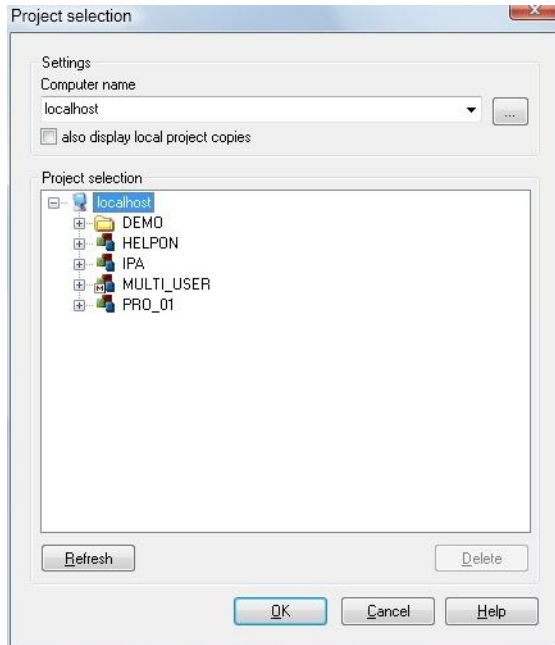 Project selection
Settings
Computer name
localhost
...
also display local project copies
Project selection
localhost
DEMO
HELPON
IPA
M MULTI_USER
PRO_01
Refresh
Delete
OK
Cancel
Help